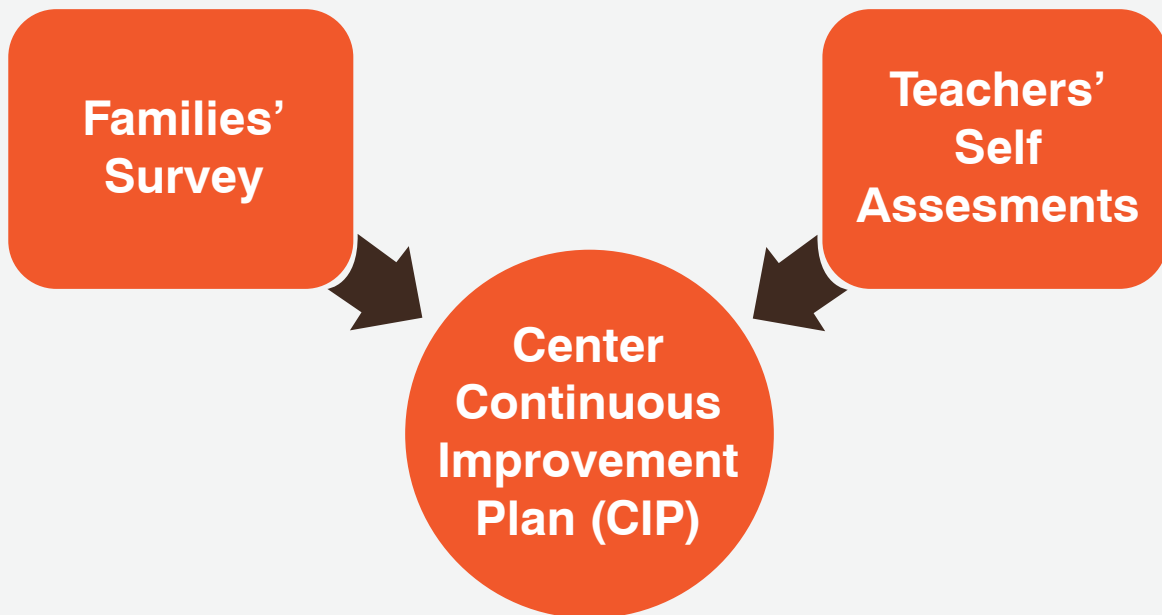 Families’
Survey
Teachers’
Self
Assesments
Center
Continuous
Improvement
Plan (CIP)